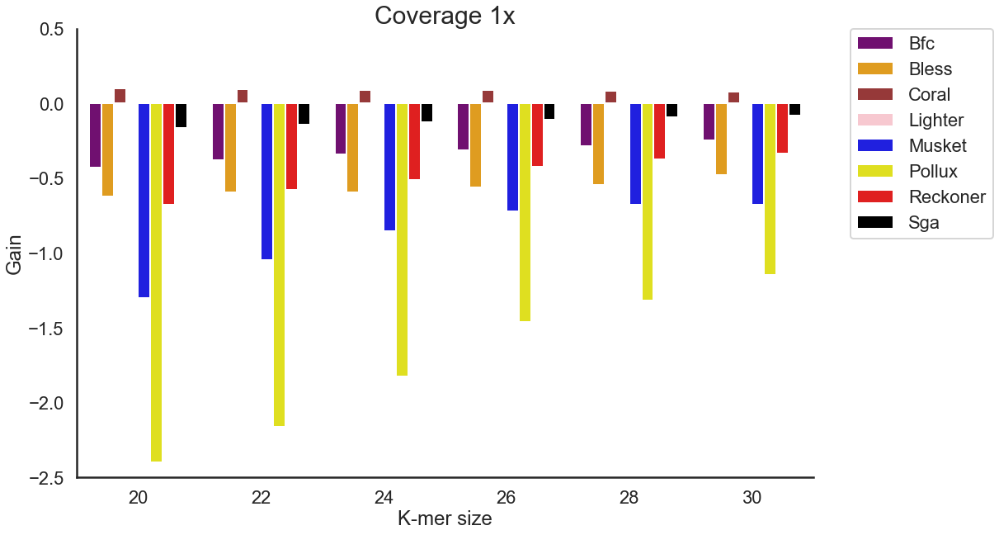 Coverage 1x
0.5
0.0
−0.5
−1.0
−1.5
−2.0
−2.5
Gain
20 22 24 26 28 30
K-mer size
Bfc
Bless
Coral
Lighter
Musket
Pollux
Reckoner
Sga